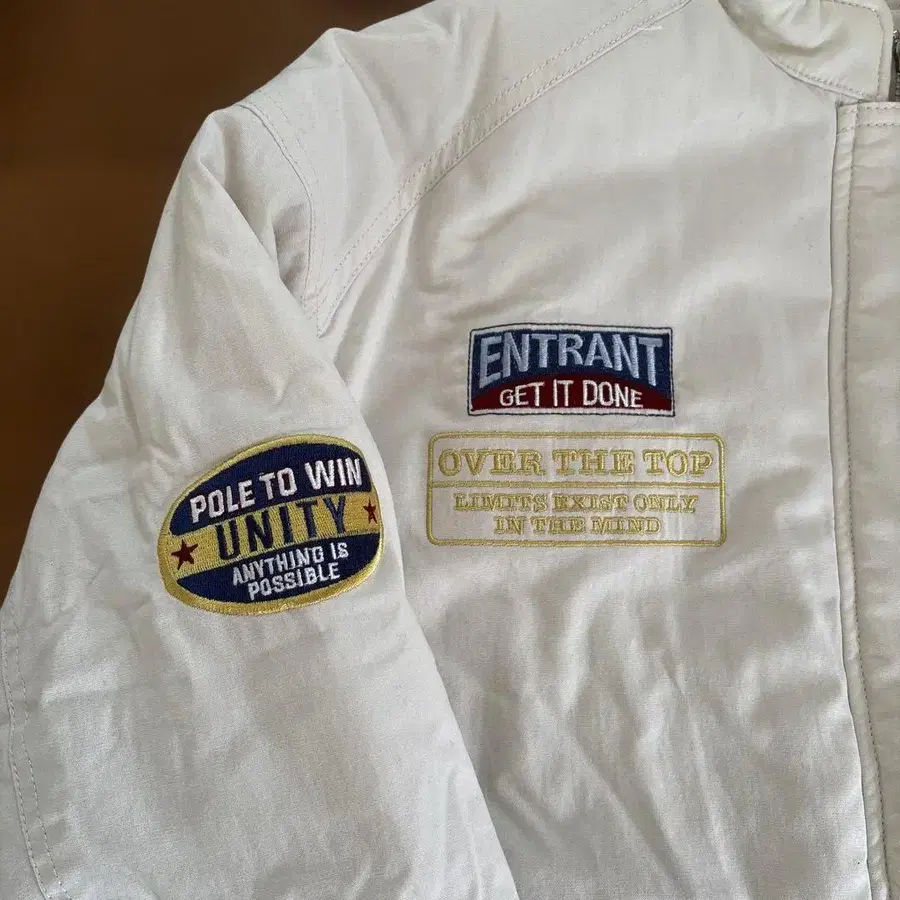 ENTRANT
GET IT DONE
OVER THE TOP
LIMITS EXIST ONLY
IN THE MIND
POLE TO WIN
UNITY
ANYTHING IS
POSSIBLE